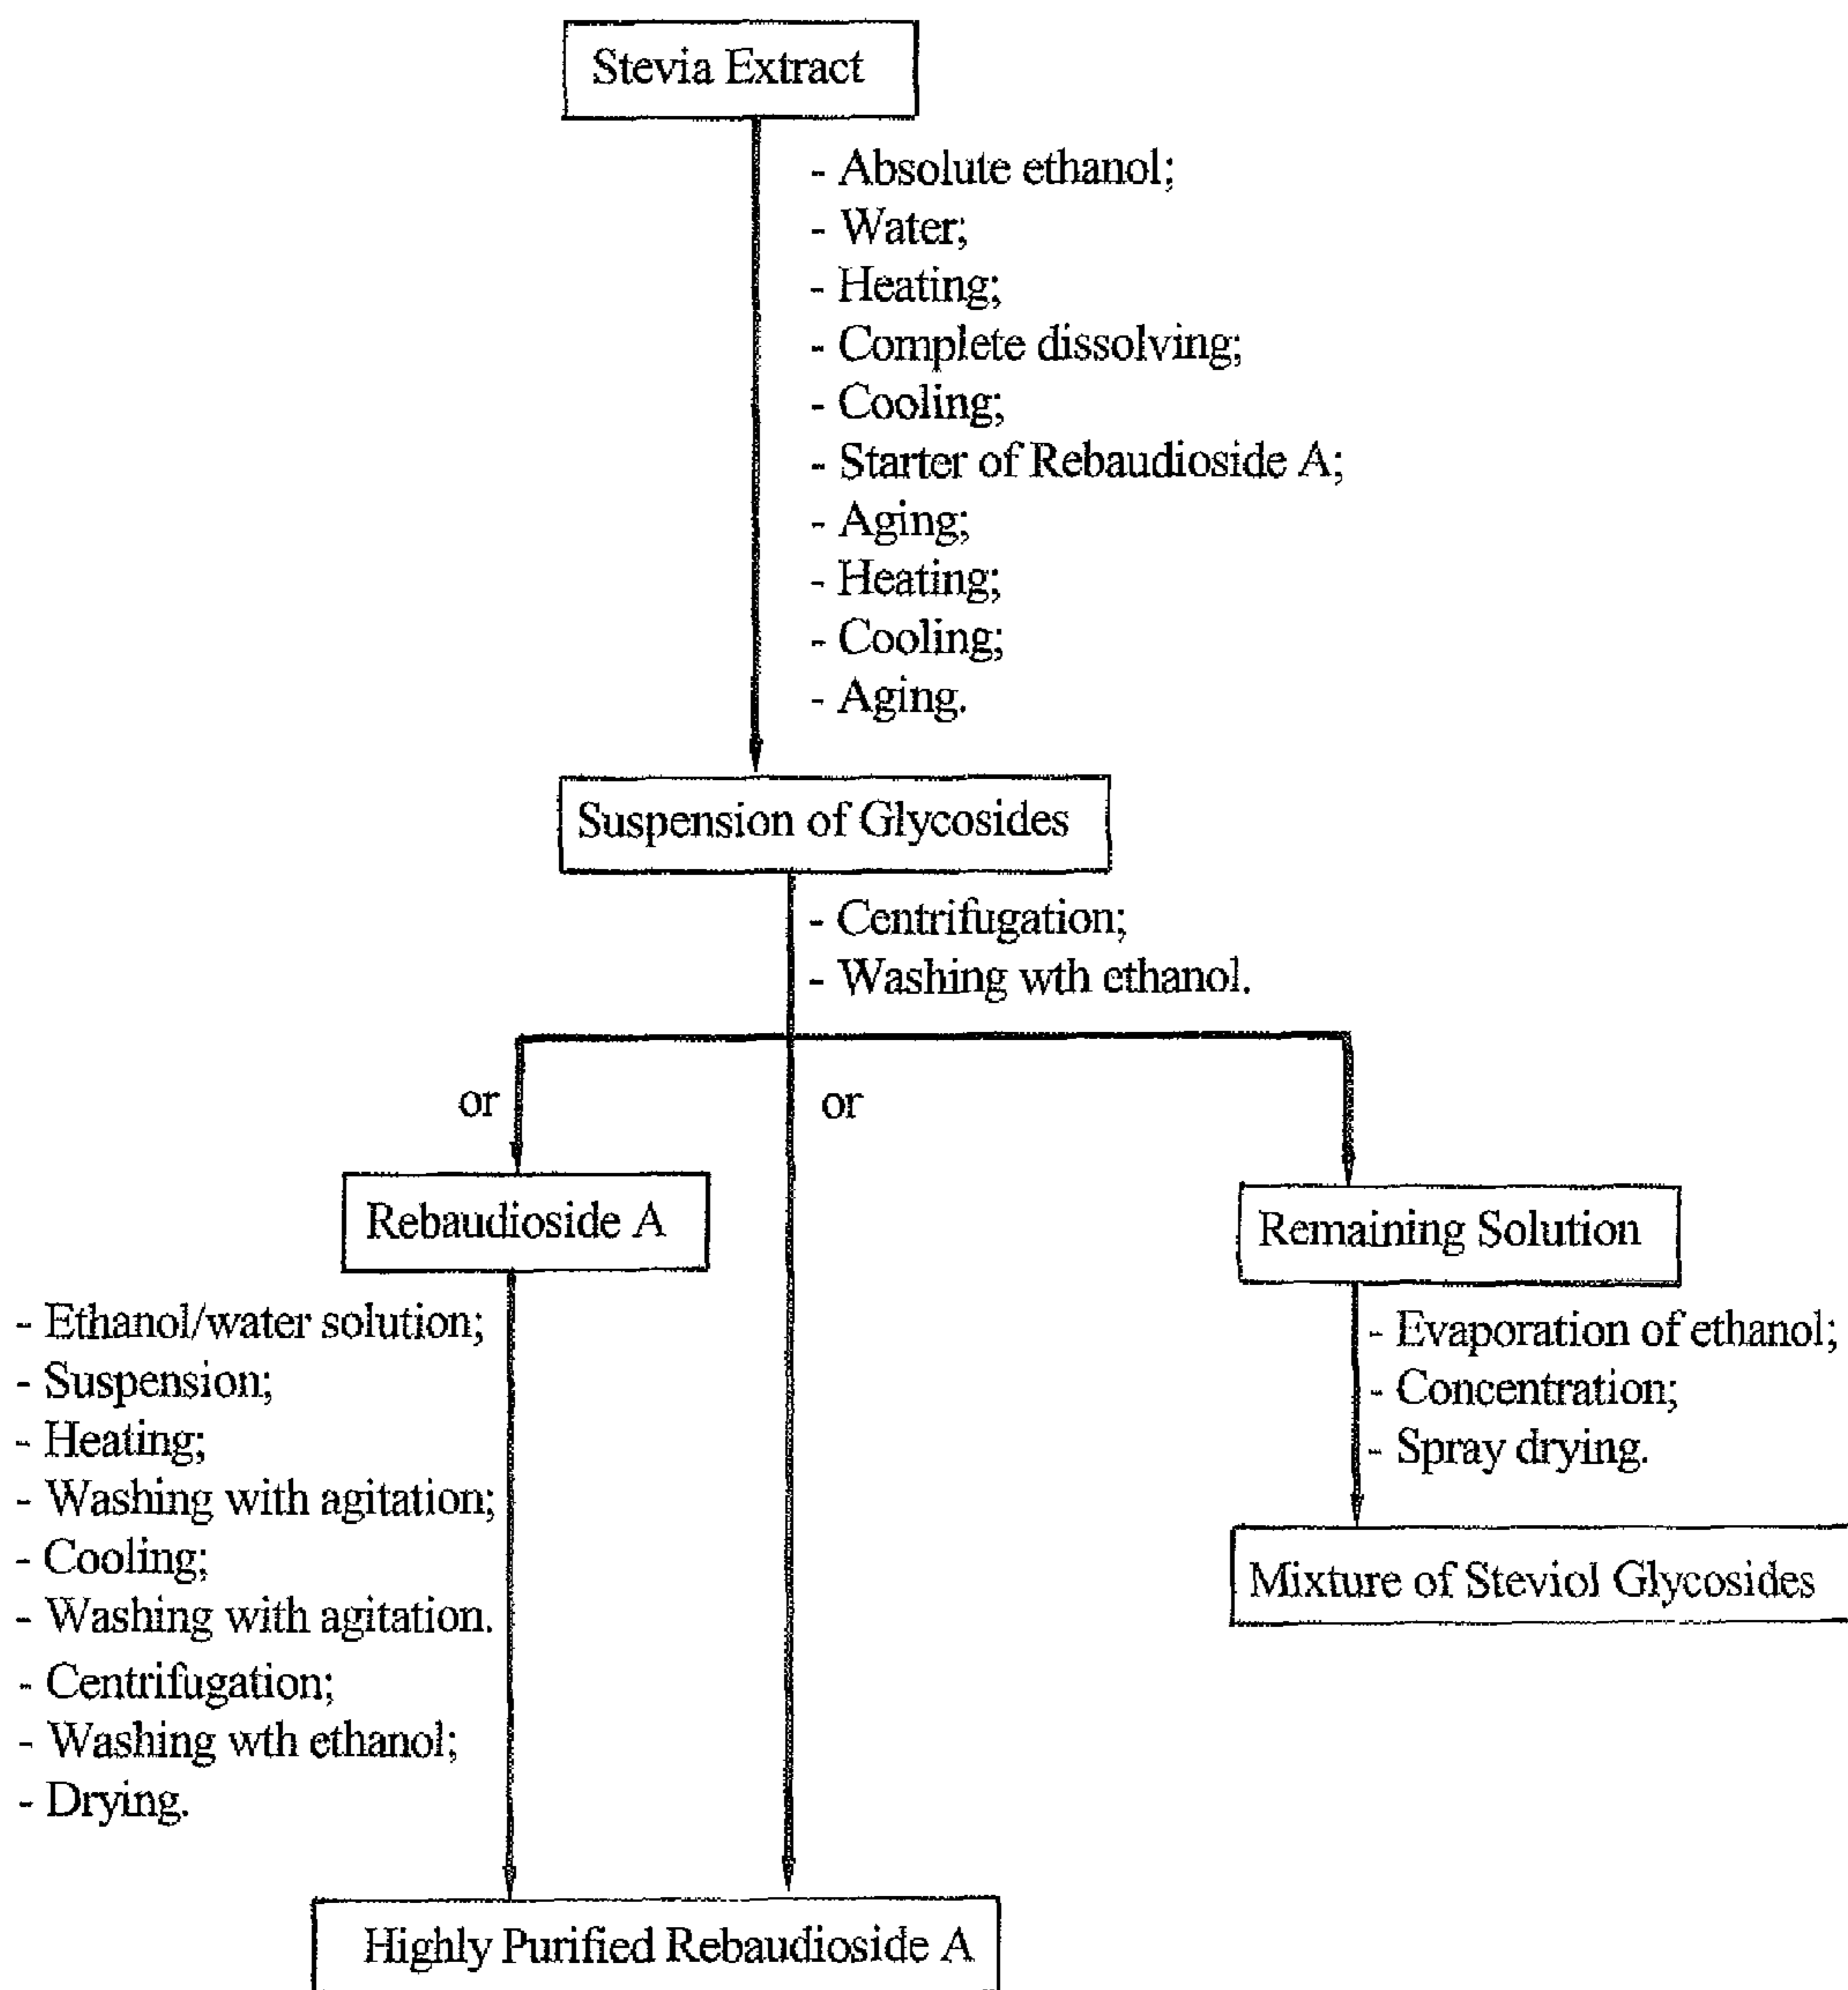 Stevia Extract
- Absolute ethanol;
- Water;
- Heating;
- Complete dissolving;
- Cooling;
- Starter of Rebaudioside A;
- Aging;
- Heating;
- Cooling;
- Aging.
Suspension of Glycosides
- Centrifugation;
- Washing wth ethanol.
or
or
Rebaudioside A
Remaining Solution
- Ethanol/water solution;
- Suspension;
- Heating;
- Washing with agitation;
- Cooling;
- Washing with agitation.
- Centrifugation;
- Washing wth ethanol;
- Drying.
- Evaporation of ethanol;
- Concentration;
- Spray drying.
Mixture of Steviol Glycosides
Highly Purified Rebaudioside A